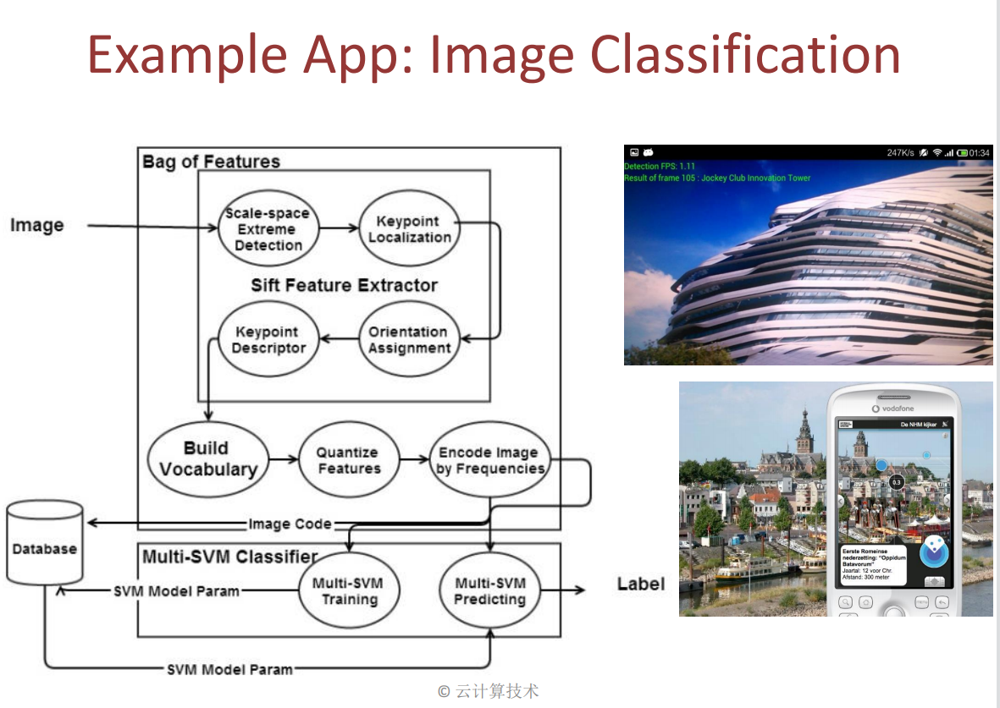 Example App: Image Classification
Bag of Features
Image
Scale-space
Extreme
Detection
Keypoint
Localization
Sift Feature Extractor
Keypoint
Descriptor
Orientation
Assignment
Build
Vocabulary
Quantize
Features
Encode Image
by Frequencies
Image Code
Database
Multi-SVM Classifier
SVM Model Param
Multi-SVM
Training
Multi-SVM
Predicting
Label
SVM Model Param
247K/s 01:34
Detection FPS: 1.11
Result of frame 105 : Jockey Club Innovation Tower
vodafone
De NHM kijker
0.3
Eerste Romeinse
nederzetting: "Oppidum
Batavorum"
Jaartal: 12 voor Chr.
Afstand: 300 meter
© 云计算技术